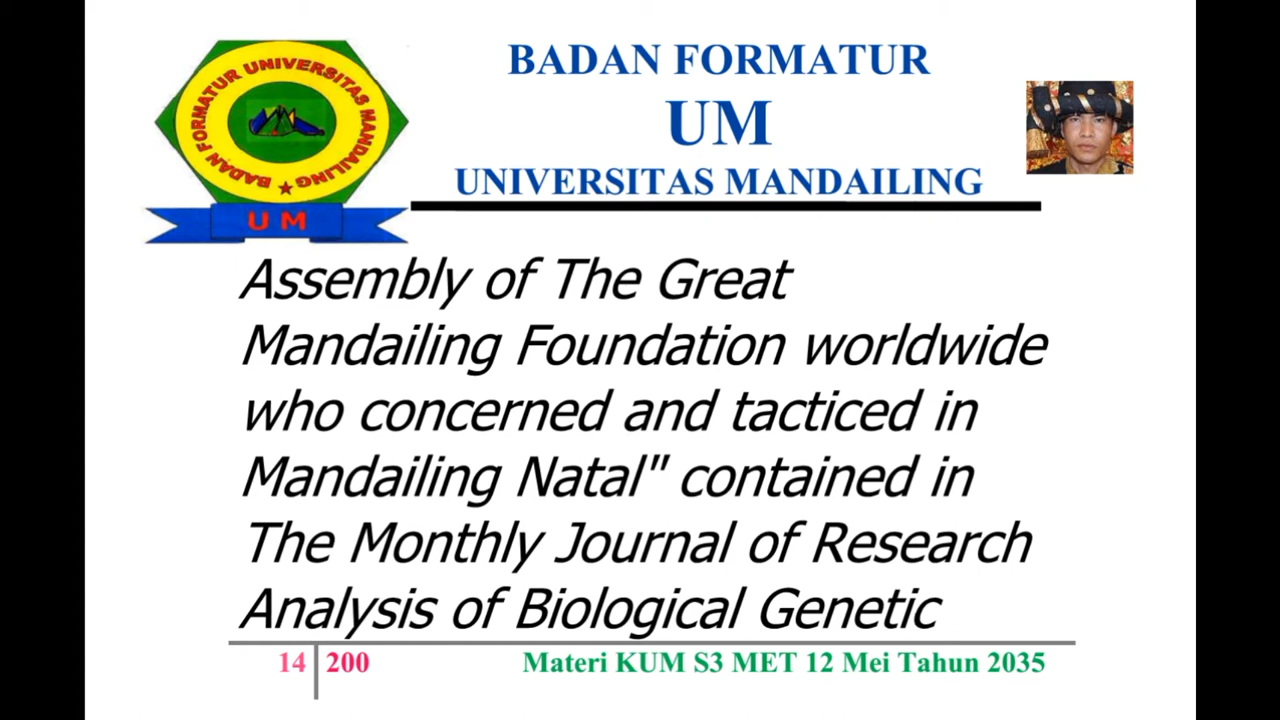 BADAN FORMATUR UNIVERSITAS MANDAILING
U M
BADAN FORMATUR
UM
UNIVERSITAS MANDAILING
Assembly of The Great
Mandailing Foundation worldwide
who concerned and tacticed in
Mandailing Natal" contained in
The Monthly Journal of Research
Analysis of Biological Genetic
14 200
Materi KUM S3 MET 12 Mei Tahun 2035